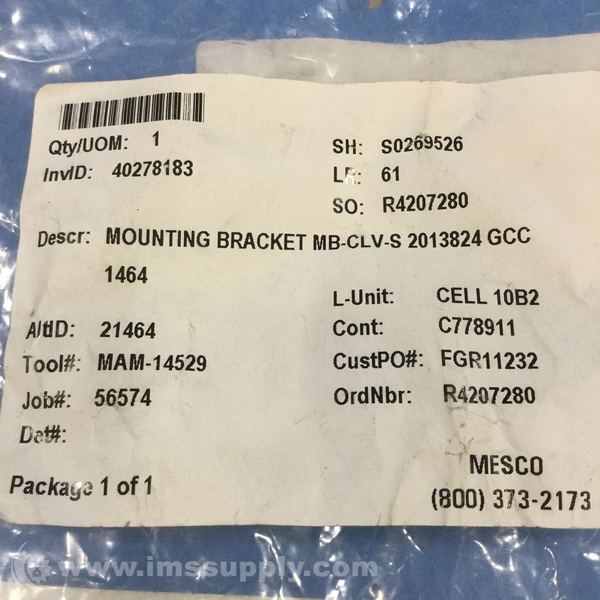 Qty/UOM: 1
InvID: 40278183
SH: S0269526
LR: 61
SO: R4207280
Descr: MOUNTING BRACKET MB-CLV-S 2013824 GCC
1464
L-Unit: CELL 10B2
AltID: 21464
Cont: C778911
Tool#: MAM-14529
CustPO#: FGR11232
Job#: 56574
OrdNbr: R4207280
Det#:
MESCO
Package 1 of 1
(800) 373-2173
www.imssupply.com